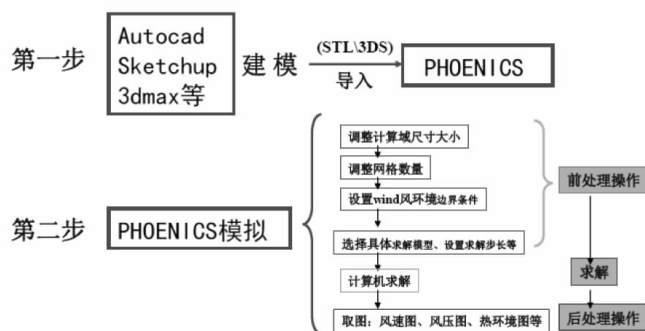 第一步
Autocad
Sketchup
3dmax等
建模
(STL\3DS)
导入
PHOENICS
第二步
PHOENICS模拟
调整计算域尺寸大小
调整网格数量
设置wind风环境边界条件
选择具体求解模型、设置求解步长等
计算机求解
取图：风速图、风压图、热环境图等
前处理操作
求解
后处理操作